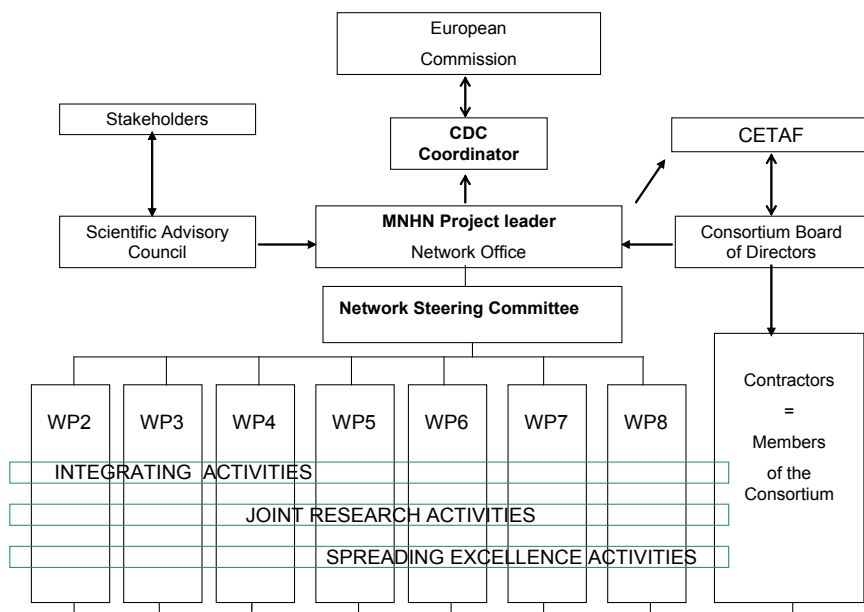 European
Commission
Stakeholders
CDC
Coordinator
CETAF
Scientific Advisory
Council
MNHN Project leader
Network Office
Consortium Board
of Directors
Network Steering Committee
WP2
WP3
WP4
WP5
WP6
WP7
WP8
Contractors
=
Members
of the
Consortium
INTEGRATING ACTIVITIES
JOINT RESEARCH ACTIVITIES
SPREADING EXCELLENCE ACTIVITIES